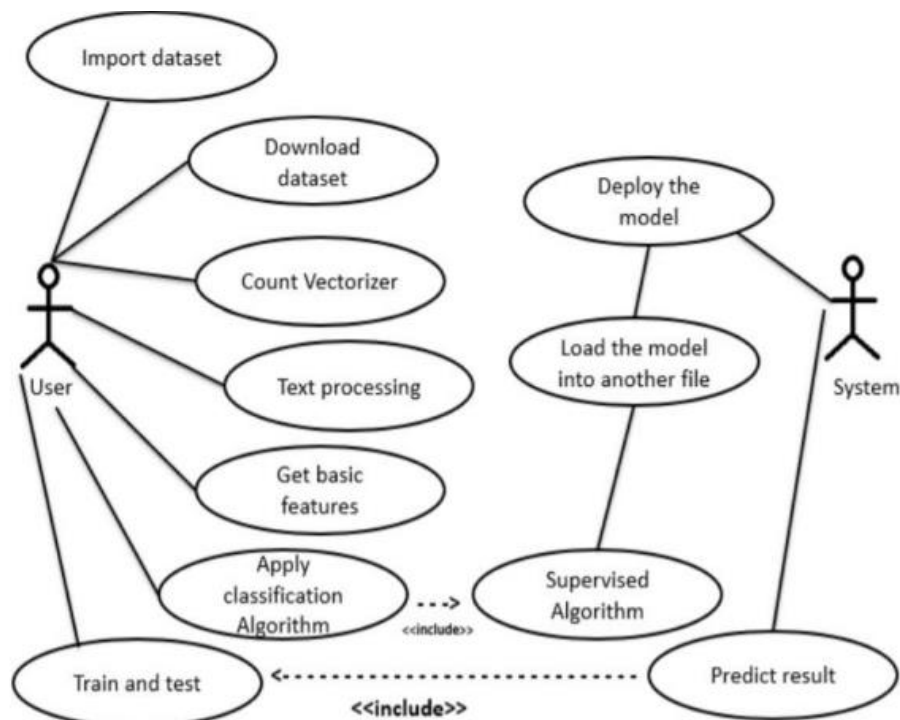 Import dataset
Download
dataset
Deploy the
model
Count Vectorizer
Load the model
into another file
User
Text processing
System
Get basic
features
Apply
classification
Algorithm
--->
<<include>>
Supervised
Algorithm
Train and test
Predict result
<<include>>